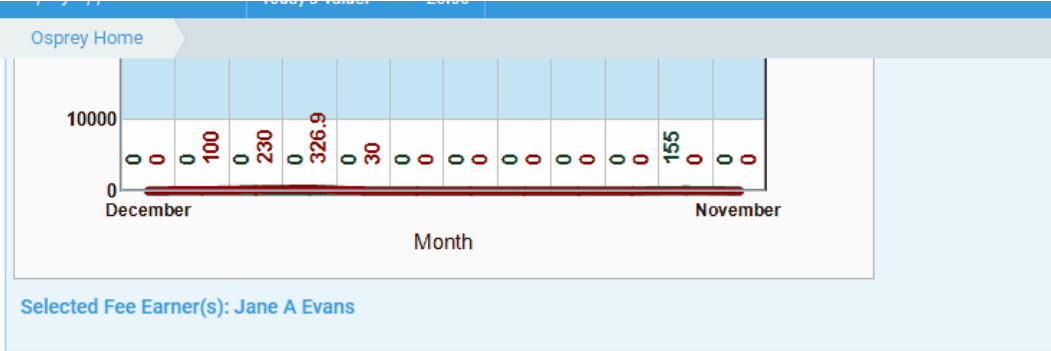 Osprey Home
10000
0 0 0 100 0 230 0 326.9 0 30 0 0 0 0 0 0 0 0 0 0 155 0 0 0
0
December November
Month
Selected Fee Earner(s): Jane A Evans